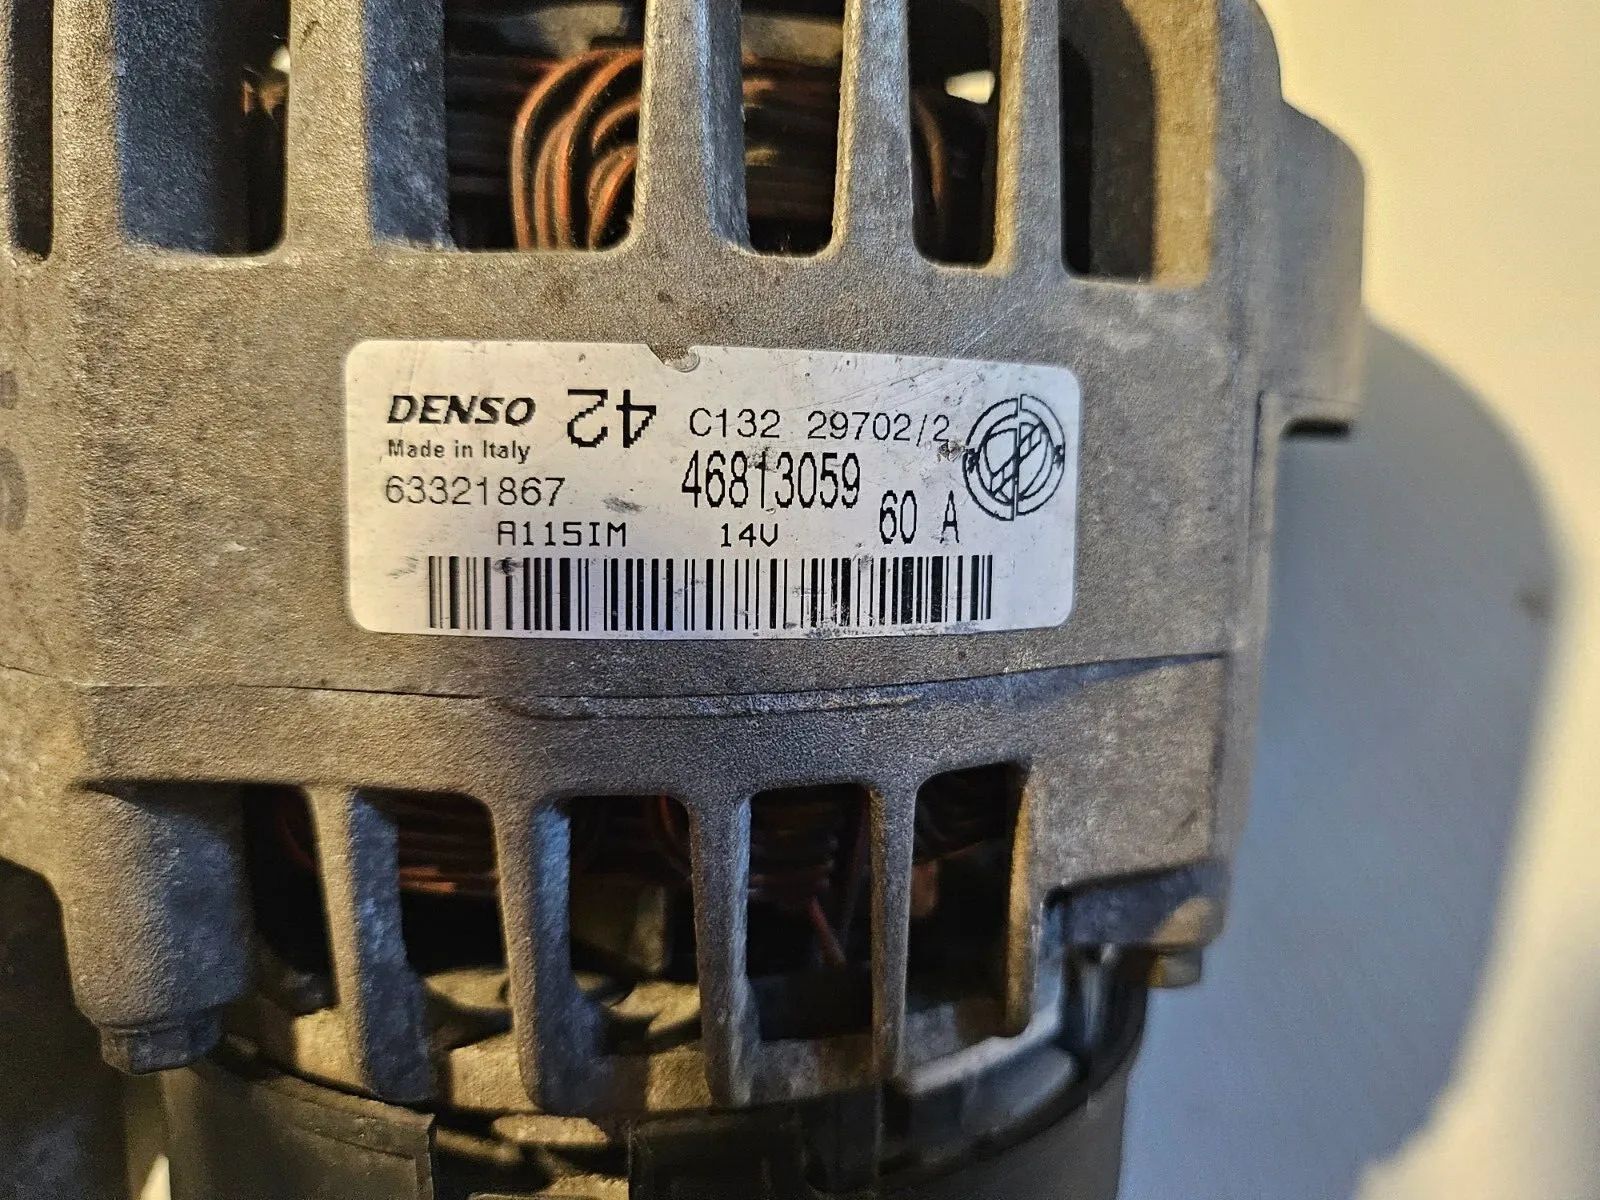 DENSO 42 C132 29702/2
Made in Italy
63321867 46813059 60 A
A115IM 14V